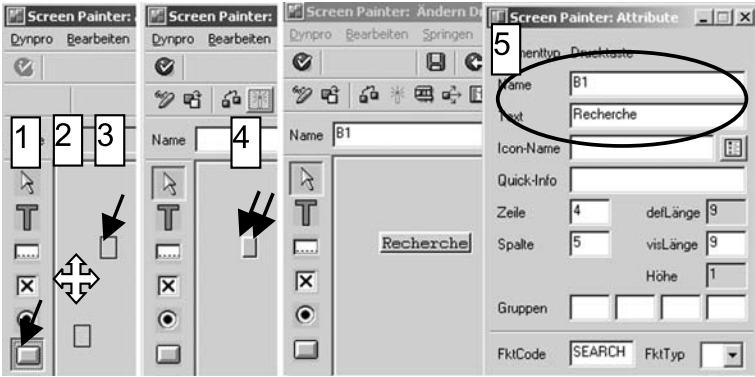 Screen Painter:
Dynpro Bearbeiten
1 2 3
Screen Painter:
Dynpro Bearbeiten
Name
4
Screen Painter: Ändern D
Dynpro Bearbeiten Springen
Name B1
Recherche
Screen Painter: Attribute
5
Drucktaste
Name B1
Text Recherche
Icon-Name
Quick-Info
Zeile 4 defLänge 9
Spalte 5 visLänge 9
Höhe 1
Gruppen
FktCode SEARCH FktTyp